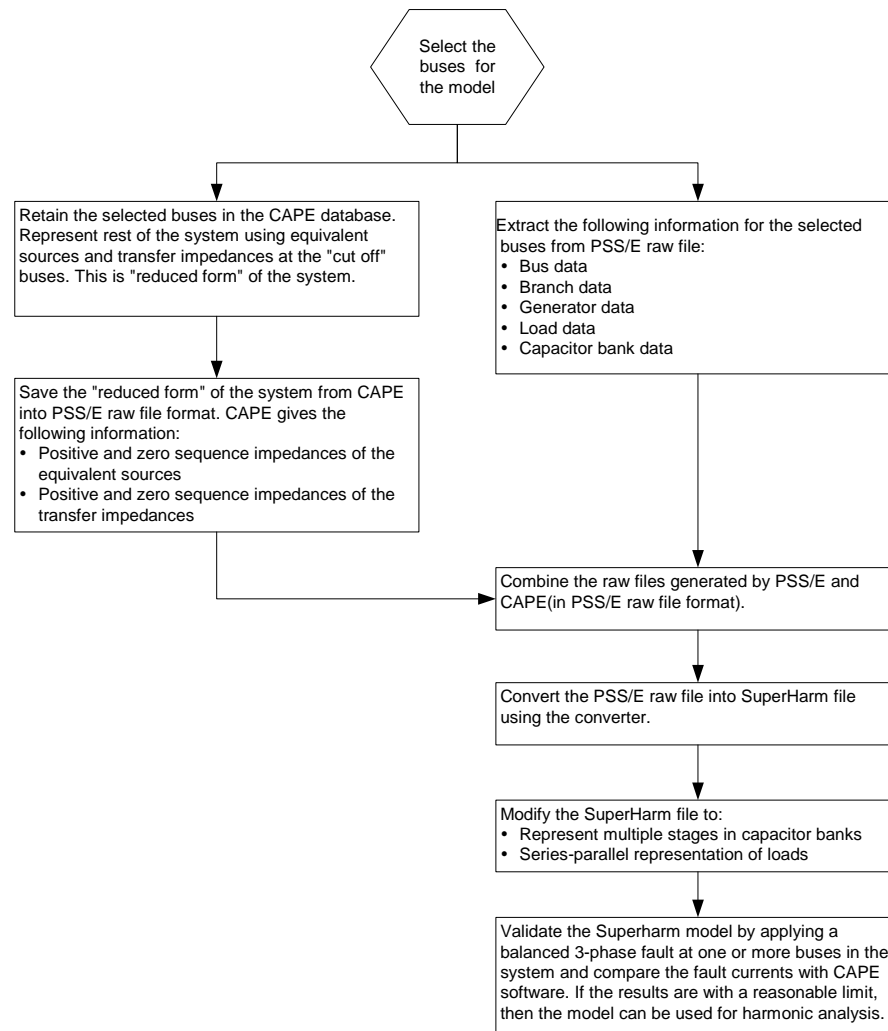 Select the
buses for
the model
Retain the selected buses in the CAPE database.
Represent rest of the system using equivalent
sources and transfer impedances at the "cut off"
buses. This is "reduced form" of the system.
Save the "reduced form" of the system from CAPE
into PSS/E raw file format. CAPE gives the
following information:
• Positive and zero sequence impedances of the
equivalent sources
• Positive and zero sequence impedances of the
transfer impedances
Extract the following information for the selected
buses from PSS/E raw file:
• Bus data
• Branch data
• Generator data
• Load data
• Capacitor bank data
Combine the raw files generated by PSS/E and
CAPE(in PSS/E raw file format).
Convert the PSS/E raw file into SuperHarm file
using the converter.
Modify the SuperHarm file to:
• Represent multiple stages in capacitor banks
• Series-parallel representation of loads
Validate the Superharm model by applying a
balanced 3-phase fault at one or more buses in the
system and compare the fault currents with CAPE
software. If the results are with a reasonable limit,
then the model can be used for harmonic analysis.